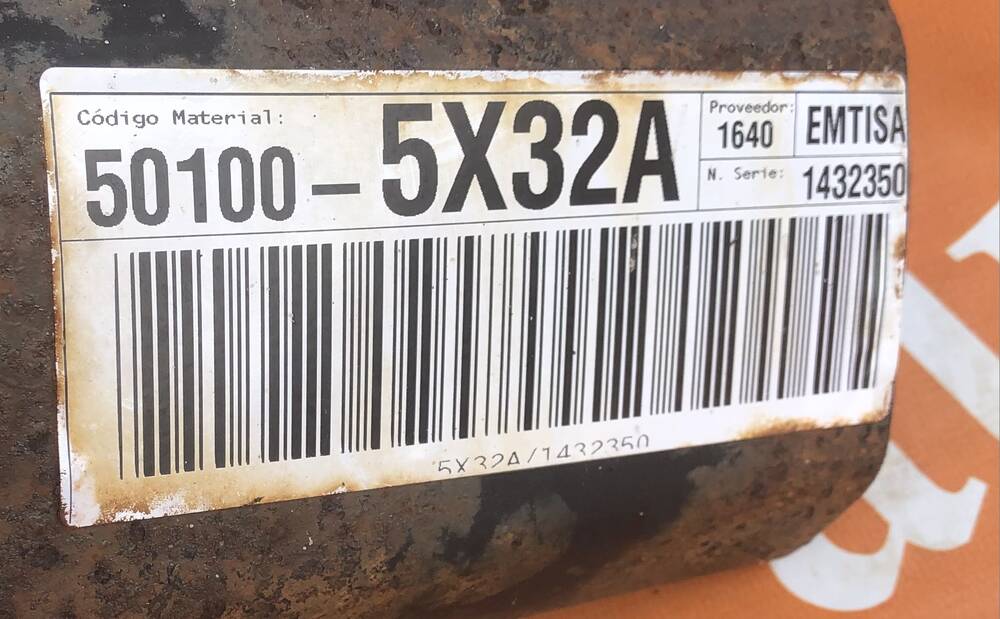 Código Material:
50100-5X32A
Proveedor:
1640
EMTISA
N. Serie:
1432350
5X32A/1432350